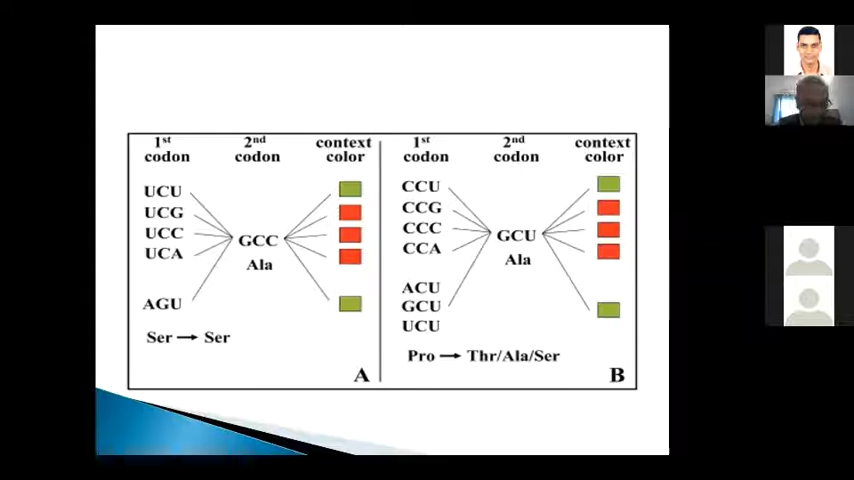 1st codon 2nd codon context color
UCU
UCG
UCC
UCA
GCC
Ala
AGU
Ser → Ser
A
1st codon 2nd codon context color
CCU
CCG
CCC
CCA
GCU
Ala
ACU
GCU
UCU
Pro → Thr/Ala/Ser
B